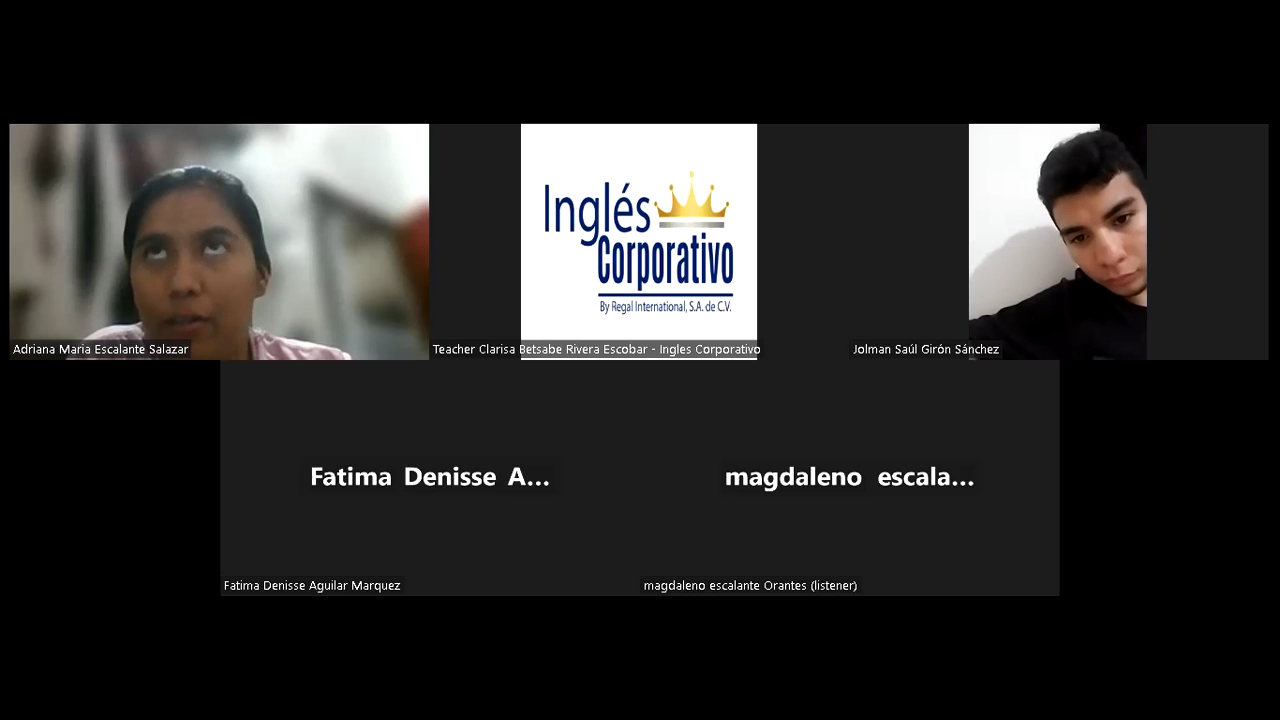 Inglés
Corporativo
By Regal International, S.A. de C.V.
Adriana Maria Escalante Salazar
Teacher Clarisa Betsabe Rivera Escobar - Ingles Corporativo
Jolman Saúl Girón Sánchez
Fatima Denisse A...
magdaleno escala...
Fatima Denisse Aguilar Marquez
magdaleno escalante Orantes (listener)